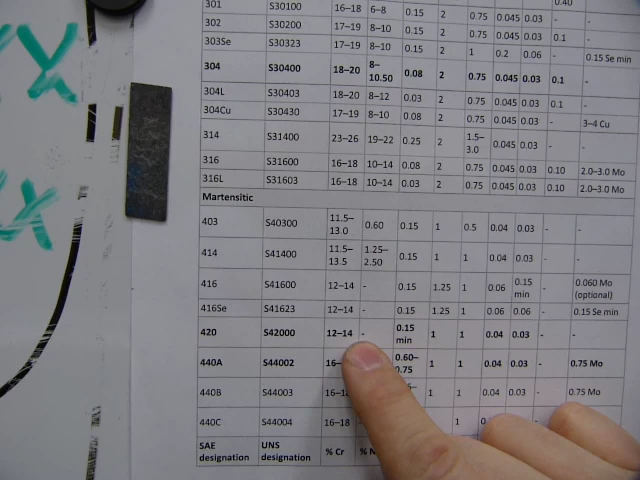 0.40
301 S30100 16–18 6–8 0.15 2 0.75 0.045 0.03 - -
302 S30200 17–19 8–10 0.15 2 0.75 0.045 0.03 0.1 -
303Se S30323 17–19 8–10 0.15 2 1 0.2 0.06 - 0.15 Se min
304 S30400 18–20 8–10.50 0.08 2 0.75 0.045 0.03 0.1 -
304L S30403 18–20 8–12 0.03 2 0.75 0.045 0.03 0.1 -
304Cu S30430 17–19 8–10 0.08 2 0.75 0.045 0.03 - 3–4 Cu
314 S31400 23–26 19–22 0.25 2 1.5–3.0 0.045 0.03 - -
316 S31600 16–18 10–14 0.08 2 0.75 0.045 0.03 0.10 2.0–3.0 Mo
316L S31603 16–18 10–14 0.03 2 0.75 0.045 0.03 0.10 2.0–3.0 Mo
Martensitic
403 S40300 11.5–13.0 0.60 0.15 1 0.5 0.04 0.03 - -
414 S41400 11.5–13.5 1.25–2.50 0.15 1 1 0.04 0.03 - -
416 S41600 12–14 - 0.15 1.25 1 0.06 0.15 min - 0.060 Mo (optional)
416Se S41623 12–14 - 0.15 1.25 1 0.06 0.06 - 0.15 Se min
420 S42000 12–14 - 0.15 min 1 1 0.04 0.03 - -
440A S44002 16– 0.60–0.75 1 1 0.04 0.03 - 0.75 Mo
440B S44003 16–18 1 1 0.04 0.03 - 0.75 Mo
440C S44004 16–18 1 0
SAE designation UNS designation % Cr % N